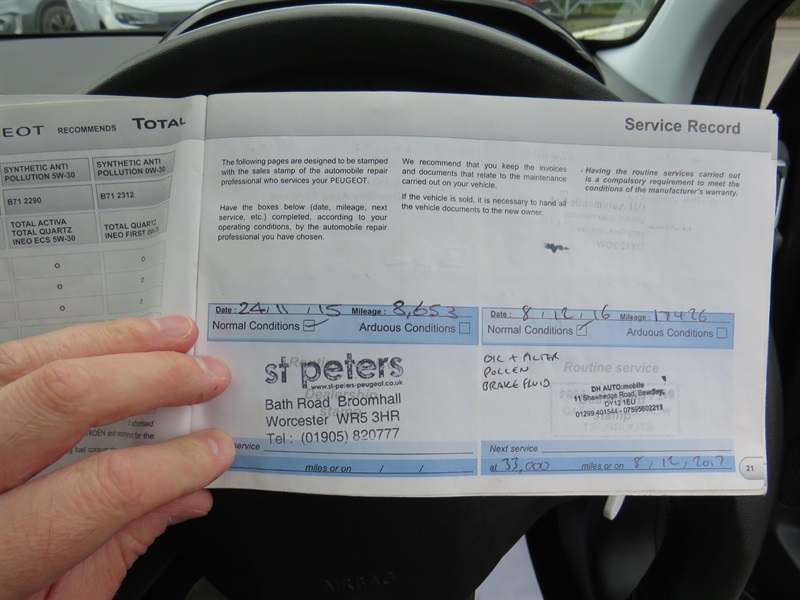 EOT RECOMMENDS TOTAL
SYNTHETIC ANTI
POLLUTION 5W-30
SYNTHETIC ANTI
POLLUTION 0W-30
B71 2290
B71 2312
TOTAL ACTIVA
TOTAL QUARTZ
INEO ECS 5W-30
TOTAL QUARTZ
INEO FIRST 0W-30
Service Record
The following pages are designed to be stamped
with the sales stamp of the automobile repair
professional who services your PEUGEOT.
Have the boxes below (date, mileage, next
service, etc.) completed, according to your
operating conditions, by the automobile repair
professional you have chosen.
We recommend that you keep the invoices
and documents that relate to the maintenance
carried out on your vehicle.
If the vehicle is sold, it is necessary to hand all
the vehicle documents to the new owner.
- Having the routine services carried out
is a compulsory requirement to meet the
conditions of the manufacturer's warranty.
Date : 24, 11, 15 Mileage : 8,653
Normal Conditions
Arduous Conditions
st peters
www.st-peters-peugeot.co.uk
Bath Road Broomhall
Worcester WR5 3HR
Tel : (01905) 820777
service
miles or on / /
Date : 8, 12, 16 Mileage : 17426
Normal Conditions
Arduous Conditions
OIL + FILTER
POLLEN
BRAKE FLUID
Routine service
stamp
DH AUTO:mobile
11 Shawhedge Road, Bewdley,
DY12 1EU
01299 401544 - 07595602211
Next service
at 33,000 miles or on 8, 12, 2017
21
AIRBAG